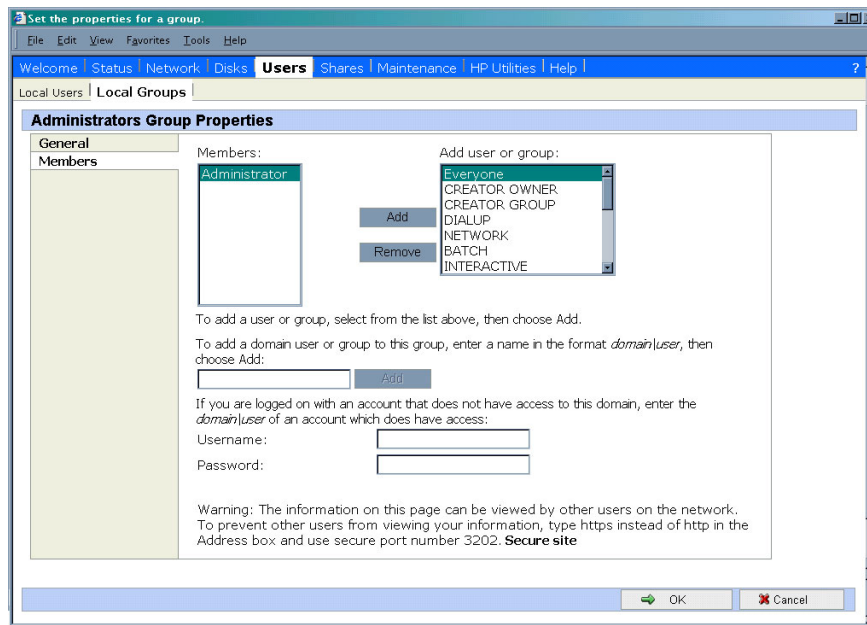 Set the properties for a group.
File Edit View Favorites Tools Help
Welcome Status Network Disks Users Shares Maintenance HP Utilities Help ?
Local Users Local Groups
Administrators Group Properties
General
Members
Members:
Administrator
Add user or group:
Everyone
CREATOR OWNER
CREATOR GROUP
DIALUP
NETWORK
BATCH
INTERACTIVE
Add
Remove
To add a user or group, select from the list above, then choose Add.
To add a domain user or group to this group, enter a name in the format domain\user, then
choose Add:
Add
If you are logged on with an account that does not have access to this domain, enter the
domain\user of an account which does have access:
Username:
Password:
Warning: The information on this page can be viewed by other users on the network.
To prevent other users from viewing your information, type https instead of http in the
Address box and use secure port number 3202. Secure site
OK Cancel